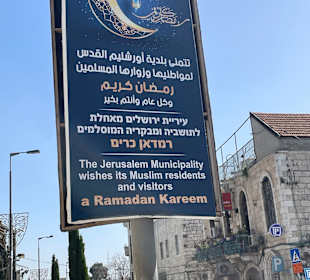 تتمنى بلدية أورشليم القدس
لمواطنيها وزوارها المسلمين
رمضان كريم
وكل عام وأنتم بخير
עיריית ירושלים מאחלת
לתושביה ומבקריה המוסלמים
רמדאן כרים
The Jerusalem Municipality
wishes its Muslim residents
and visitors
a Ramadan Kareem
P